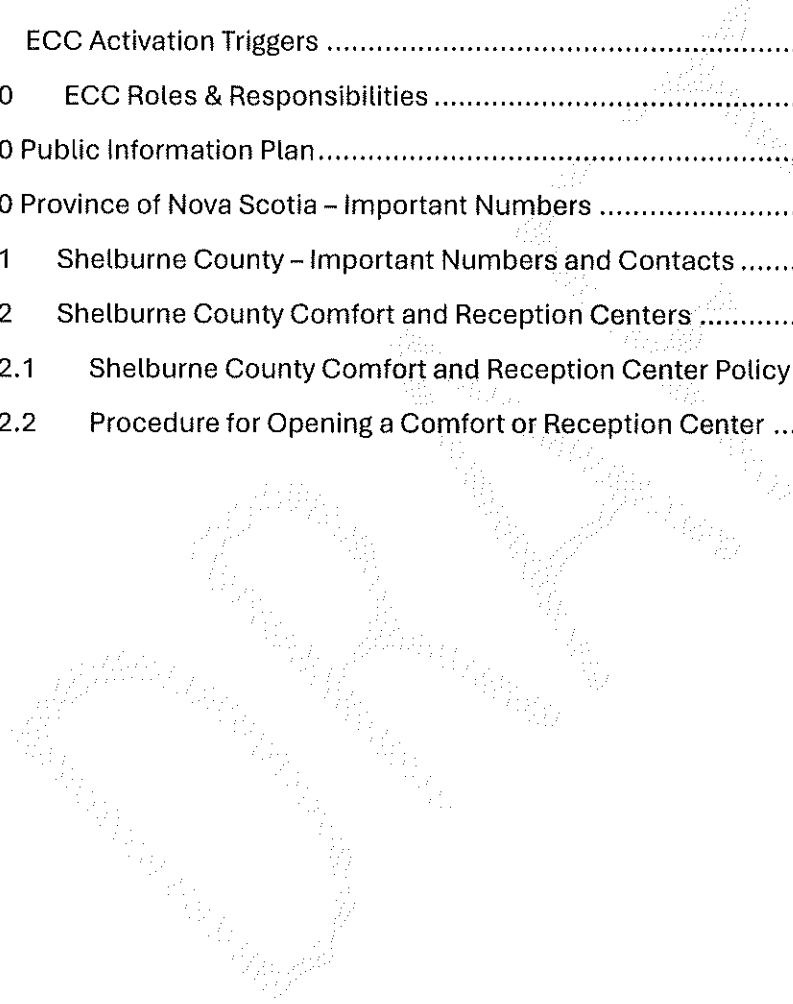 ECC Activation Triggers ................................................................
0 ECC Roles & Responsibilities ..................................................
0 Public Information Plan................................................................
0 Province of Nova Scotia – Important Numbers ...........................
1 Shelburne County – Important Numbers and Contacts .......
2 Shelburne County Comfort and Reception Centers .............
2.1 Shelburne County Comfort and Reception Center Policy
2.2 Procedure for Opening a Comfort or Reception Center ...
DRA